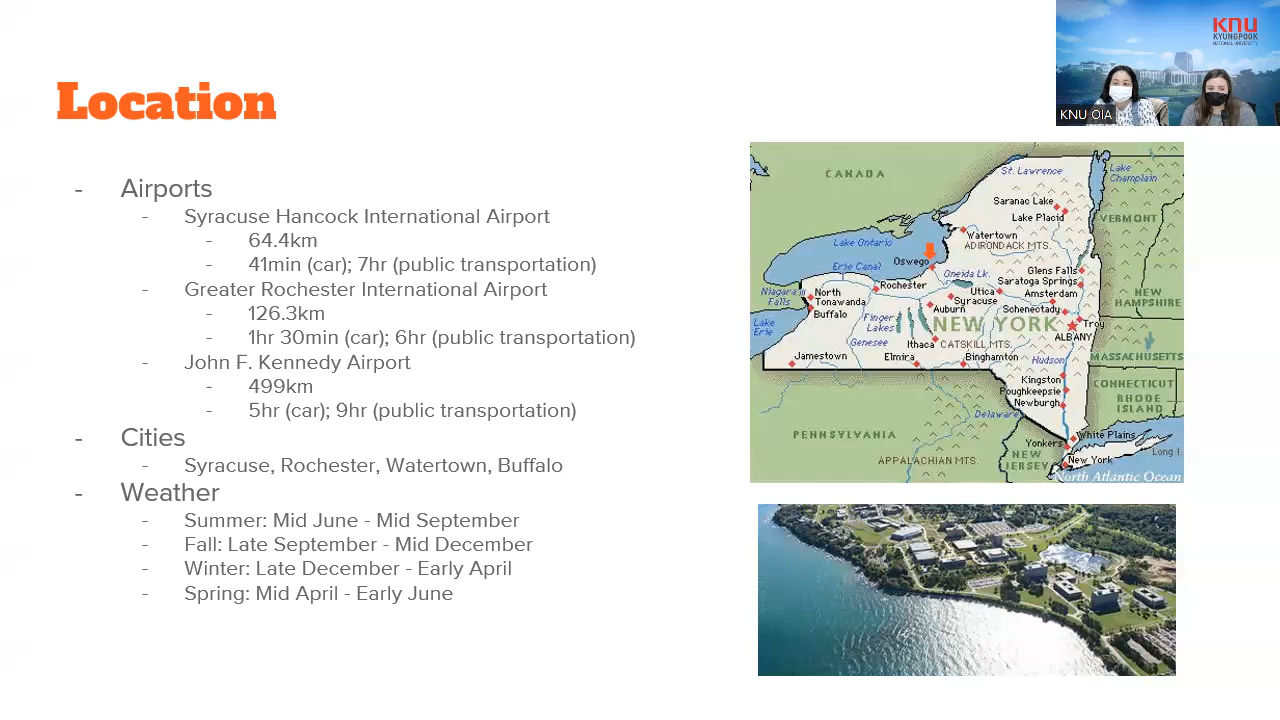 Location
- Airports
- Syracuse Hancock International Airport
- 64.4km
- 41min (car); 7hr (public transportation)
- Greater Rochester International Airport
- 126.3km
- 1hr 30min (car); 6hr (public transportation)
- John F. Kennedy Airport
- 499km
- 5hr (car); 9hr (public transportation)
- Cities
- Syracuse, Rochester, Watertown, Buffalo
- Weather
- Summer: Mid June - Mid September
- Fall: Late September - Mid December
- Winter: Late December - Early April
- Spring: Mid April - Early June
KNU
KYUNGPOOK
NATIONAL UNIVERSITY
KNU OIA
CANADA
St. Lawrence
Lake
Champlain
Saranac Lake
Lake Placid
VERMONT
Watertown
ADIRONDACK MTS.
Lake Ontario
Oswego
Erie Canal
Oneida Lk.
Glens Falls
Saratoga Springs
Rochester
Utica
Amsterdam
Niagara
Falls
North
Tonawanda
Buffalo
Syracuse
Auburn
Schenectady
NEW
HAMPSHIRE
Lake
Erie
Finger
Lakes
NEW YORK
Troy
ALBANY
Genesee
Ithaca
CATSKILL MTS.
Jamestown
Elmira
Binghamton
Hudson
MASSACHUSETTS
Kingston
Poughkeepsie
Newburgh
CONNECTICUT
RHODE
ISLAND
Delaware
PENNSYLVANIA
APPALACHIAN MTS.
Yonkers
White Plains
NEW
JERSEY
New York
Long I.
North Atlantic Ocean